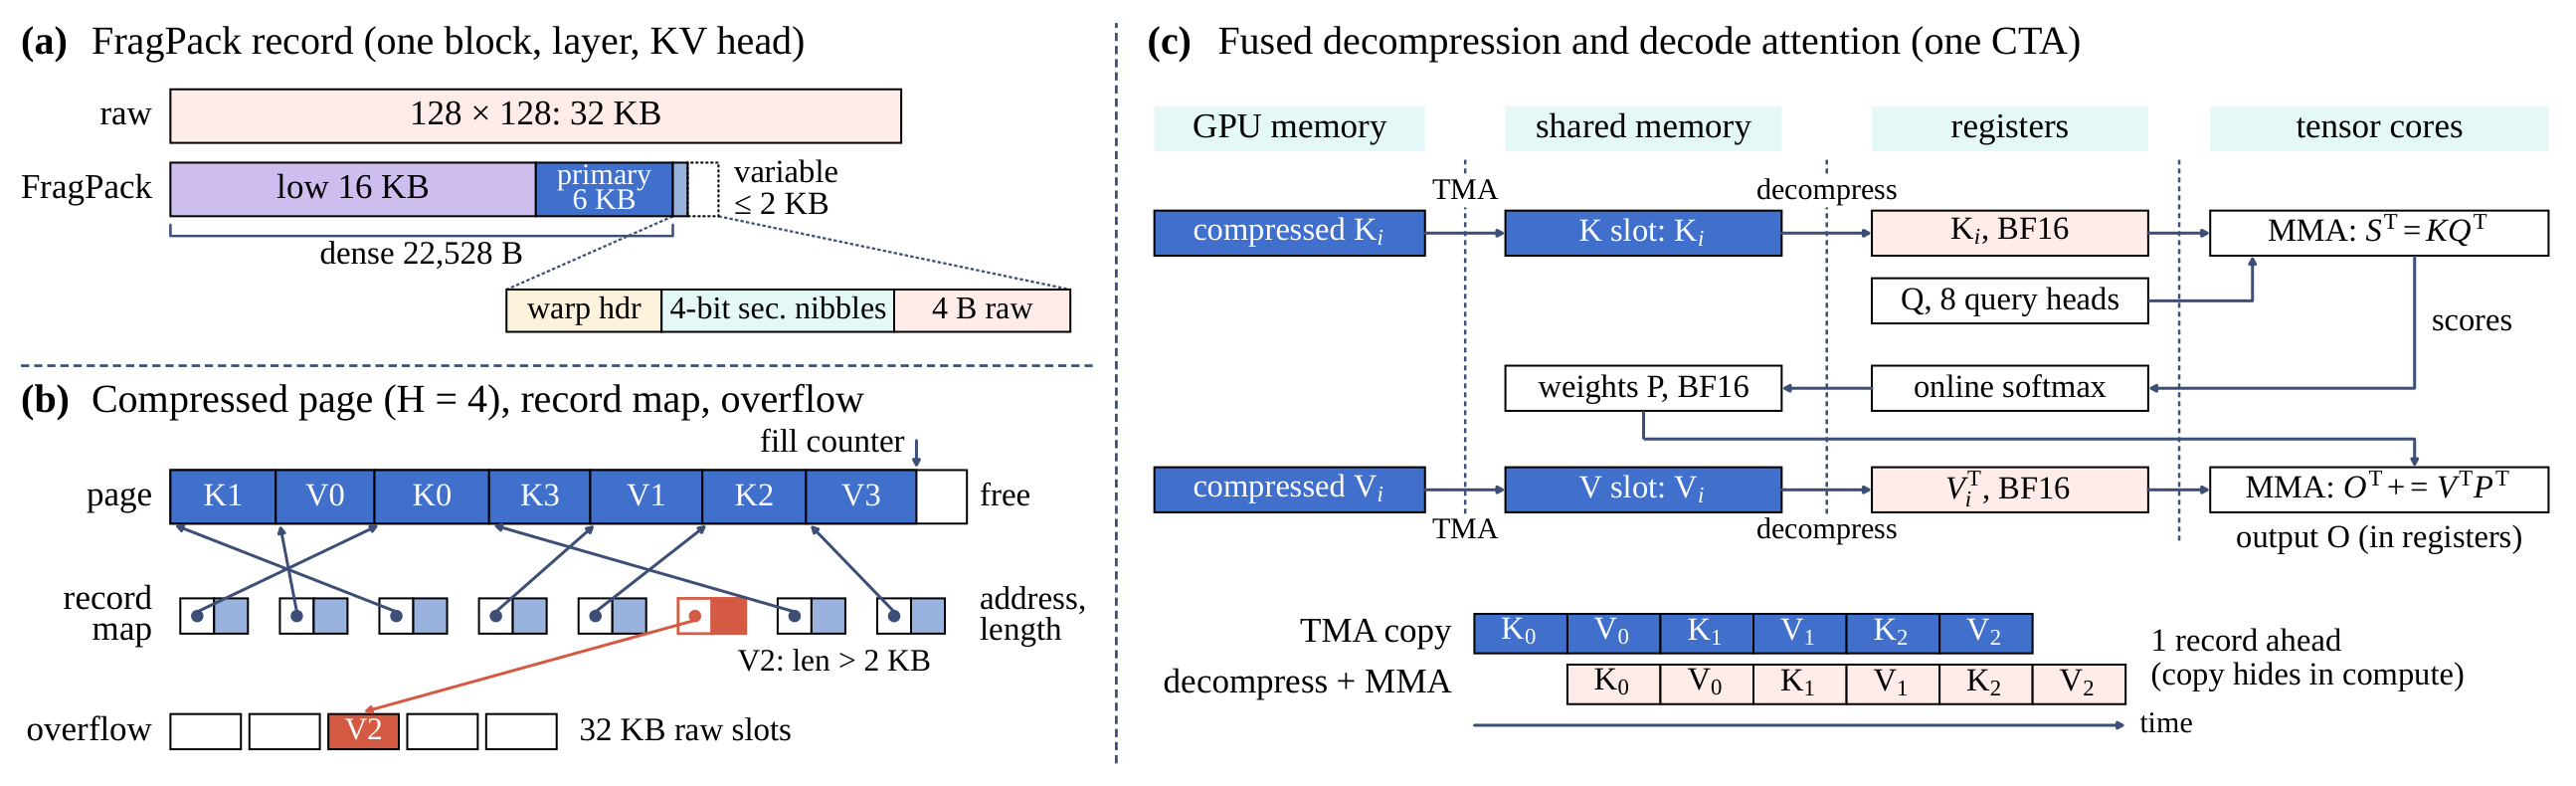 (a) FragPack record (one block, layer, KV head)
raw
128 × 128: 32 KB
FragPack
low 16 KB
primary
6 KB
variable
≤ 2 KB
dense 22,528 B
warp hdr
4-bit sec. nibbles
4 B raw
(b) Compressed page (H = 4), record map, overflow
fill counter
page
K1
V0
K0
K3
V1
K2
V3
free
record
map
address,
length
V2: len > 2 KB
overflow
V2
32 KB raw slots
(c) Fused decompression and decode attention (one CTA)
GPU memory
shared memory
registers
tensor cores
TMA
decompress
compressed Kᵢ
K slot: Kᵢ
Kᵢ, BF16
MMA: Sᵀ = KQᵀ
Q, 8 query heads
scores
weights P, BF16
online softmax
compressed Vᵢ
V slot: Vᵢ
Vᵢᵀ, BF16
MMA: Oᵀ += VᵀPᵀ
TMA
decompress
output O (in registers)
TMA copy
K₀
V₀
K₁
V₁
K₂
V₂
decompress + MMA
K₀
V₀
K₁
V₁
K₂
V₂
1 record ahead
(copy hides in compute)
time